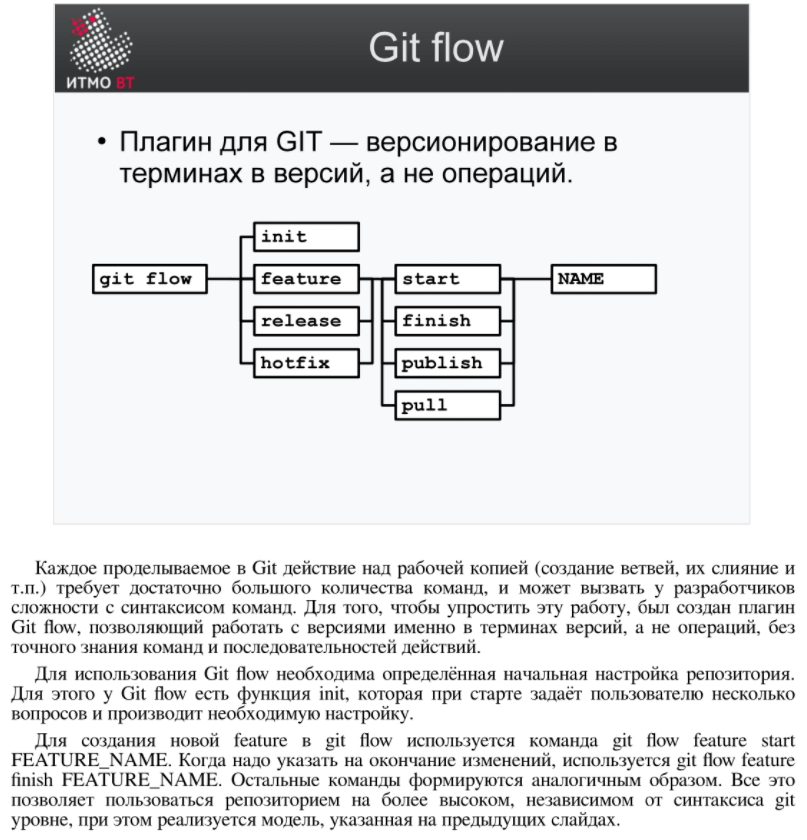 ИТМО ВТ
Git flow
• Плагин для GIT — версионирование в
терминах в версий, а не операций.
init
git flow
feature
start
NAME
release
finish
hotfix
publish
pull
Каждое проделываемое в Git действие над рабочей копией (создание ветвей, их слияние и
т.п.) требует достаточно большого количества команд, и может вызвать у разработчиков
сложности с синтаксисом команд. Для того, чтобы упростить эту работу, был создан плагин
Git flow, позволяющий работать с версиями именно в терминах версий, а не операций, без
точного знания команд и последовательностей действий.
Для использования Git flow необходима определённая начальная настройка репозитория.
Для этого у Git flow есть функция init, которая при старте задаёт пользователю несколько
вопросов и производит необходимую настройку.
Для создания новой feature в git flow используется команда git flow feature start
FEATURE_NAME. Когда надо указать на окончание изменений, используется git flow feature
finish FEATURE_NAME. Остальные команды формируются аналогичным образом. Все это
позволяет пользоваться репозиторием на более высоком, независимом от синтаксиса git
уровне, при этом реализуется модель, указанная на предыдущих слайдах.